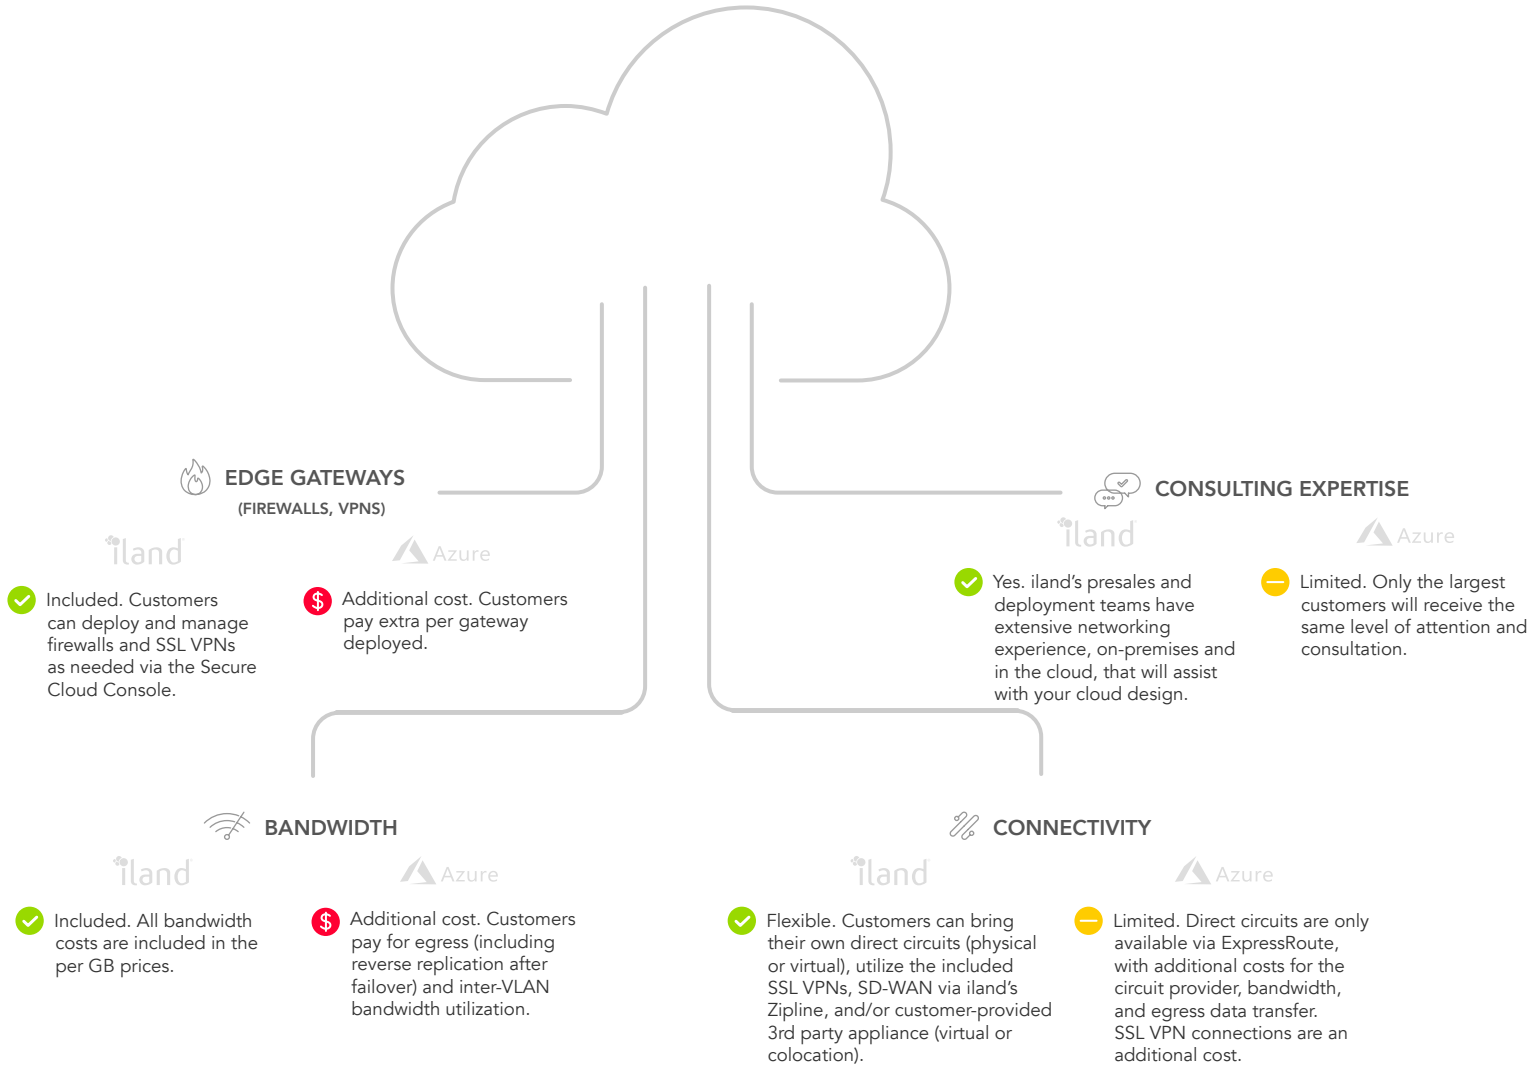 EDGE GATEWAYS
(FIREWALLS, VPNS)
iland
Azure
Included. Customers
can deploy and manage
firewalls and SSL VPNs
as needed via the Secure
Cloud Console.
Additional cost. Customers
pay extra per gateway
deployed.
CONSULTING EXPERTISE
iland
Azure
Yes. iland’s presales and
deployment teams have
extensive networking
experience, on-premises and
in the cloud, that will assist
with your cloud design.
Limited. Only the largest
customers will receive the
same level of attention and
consultation.
BANDWIDTH
iland
Azure
Included. All bandwidth
costs are included in the
per GB prices.
Additional cost. Customers
pay for egress (including
reverse replication after
failover) and inter-VLAN
bandwidth utilization.
CONNECTIVITY
iland
Azure
Flexible. Customers can bring
their own direct circuits (physical
or virtual), utilize the included
SSL VPNs, SD-WAN via iland’s
Zipline, and/or customer-provided
3rd party appliance (virtual or
colocation).
Limited. Direct circuits are only
available via ExpressRoute,
with additional costs for the
circuit provider, bandwidth,
and egress data transfer.
SSL VPN connections are an
additional cost.